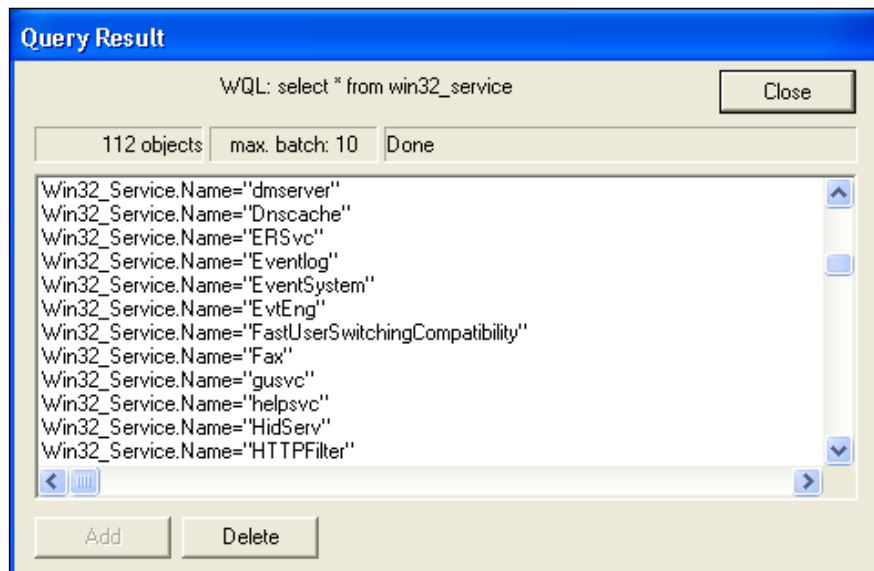 Query Result
WQL: select * from win32_service
Close
112 objects
max. batch: 10
Done
Win32_Service.Name="dmserver"
Win32_Service.Name="Dnscache"
Win32_Service.Name="ERSvc"
Win32_Service.Name="Eventlog"
Win32_Service.Name="EventSystem"
Win32_Service.Name="EvtEng"
Win32_Service.Name="FastUserSwitchingCompatibility"
Win32_Service.Name="Fax"
Win32_Service.Name="gusvc"
Win32_Service.Name="helpsvc"
Win32_Service.Name="HidServ"
Win32_Service.Name="HTTPFilter"
Add
Delete